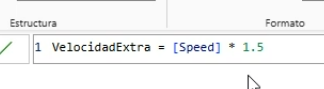 Estructura
Formato
1 VelocidadExtra = [Speed] * 1.5